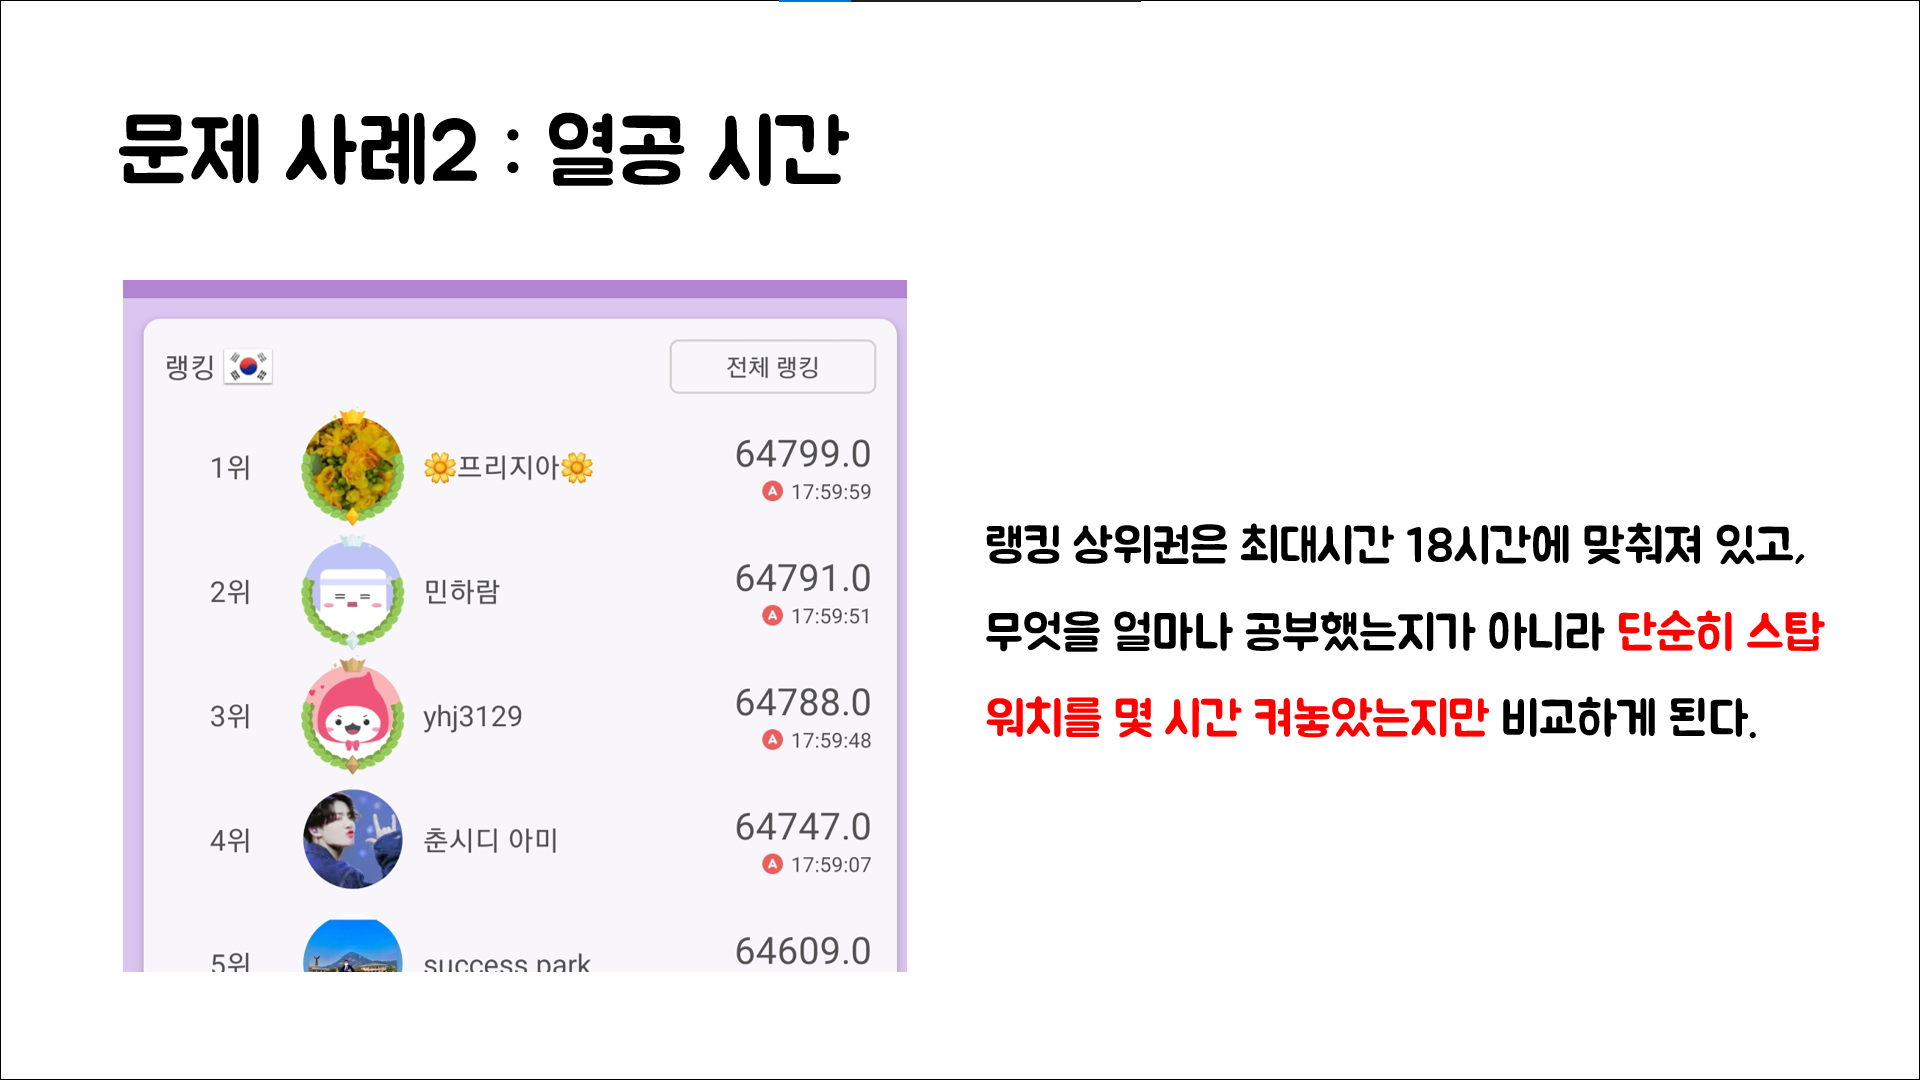 문제 사례2 : 열공 시간
랭킹
전체 랭킹
1위 🌼프리지아🌼 64799.0
A 17:59:59
2위 민하람 64791.0
A 17:59:51
3위 yhj3129 64788.0
A 17:59:48
4위 춘시디 아미 64747.0
A 17:59:07
5위 success park 64609.0
랭킹 상위권은 최대시간 18시간에 맞춰져 있고,
무엇을 얼마나 공부했는지가 아니라 단순히 스탑
워치를 몇 시간 켜놓았는지만 비교하게 된다.